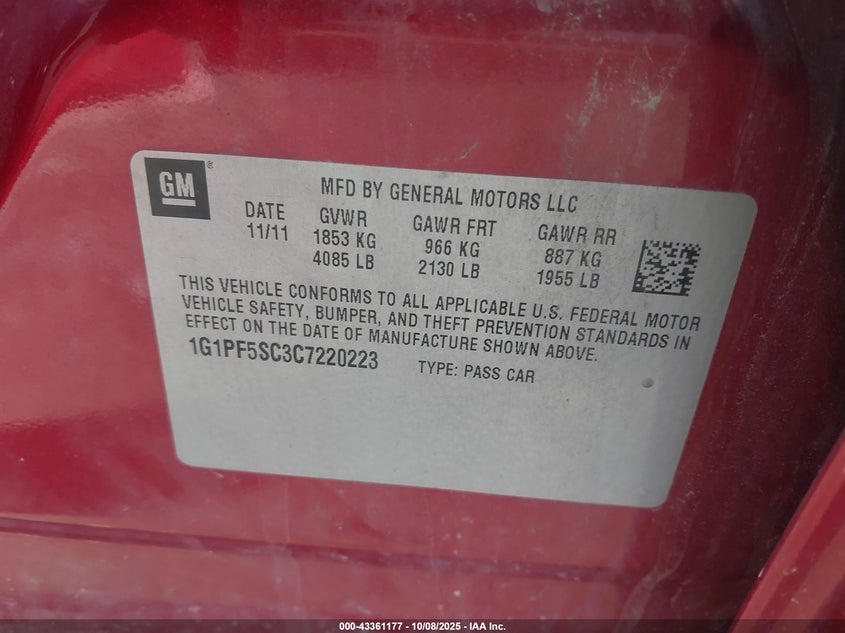 GM ®
MFD BY GENERAL MOTORS LLC
DATE GVWR GAWR FRT GAWR RR
11/11 1853 KG 966 KG 887 KG
4085 LB 2130 LB 1955 LB
THIS VEHICLE CONFORMS TO ALL APPLICABLE U.S. FEDERAL MOTOR
VEHICLE SAFETY, BUMPER, AND THEFT PREVENTION STANDARDS IN
EFFECT ON THE DATE OF MANUFACTURE SHOWN ABOVE.
1G1PF5SC3C7220223 TYPE: PASS CAR
000-43361177 - 10/08/2025 - IAA Inc.